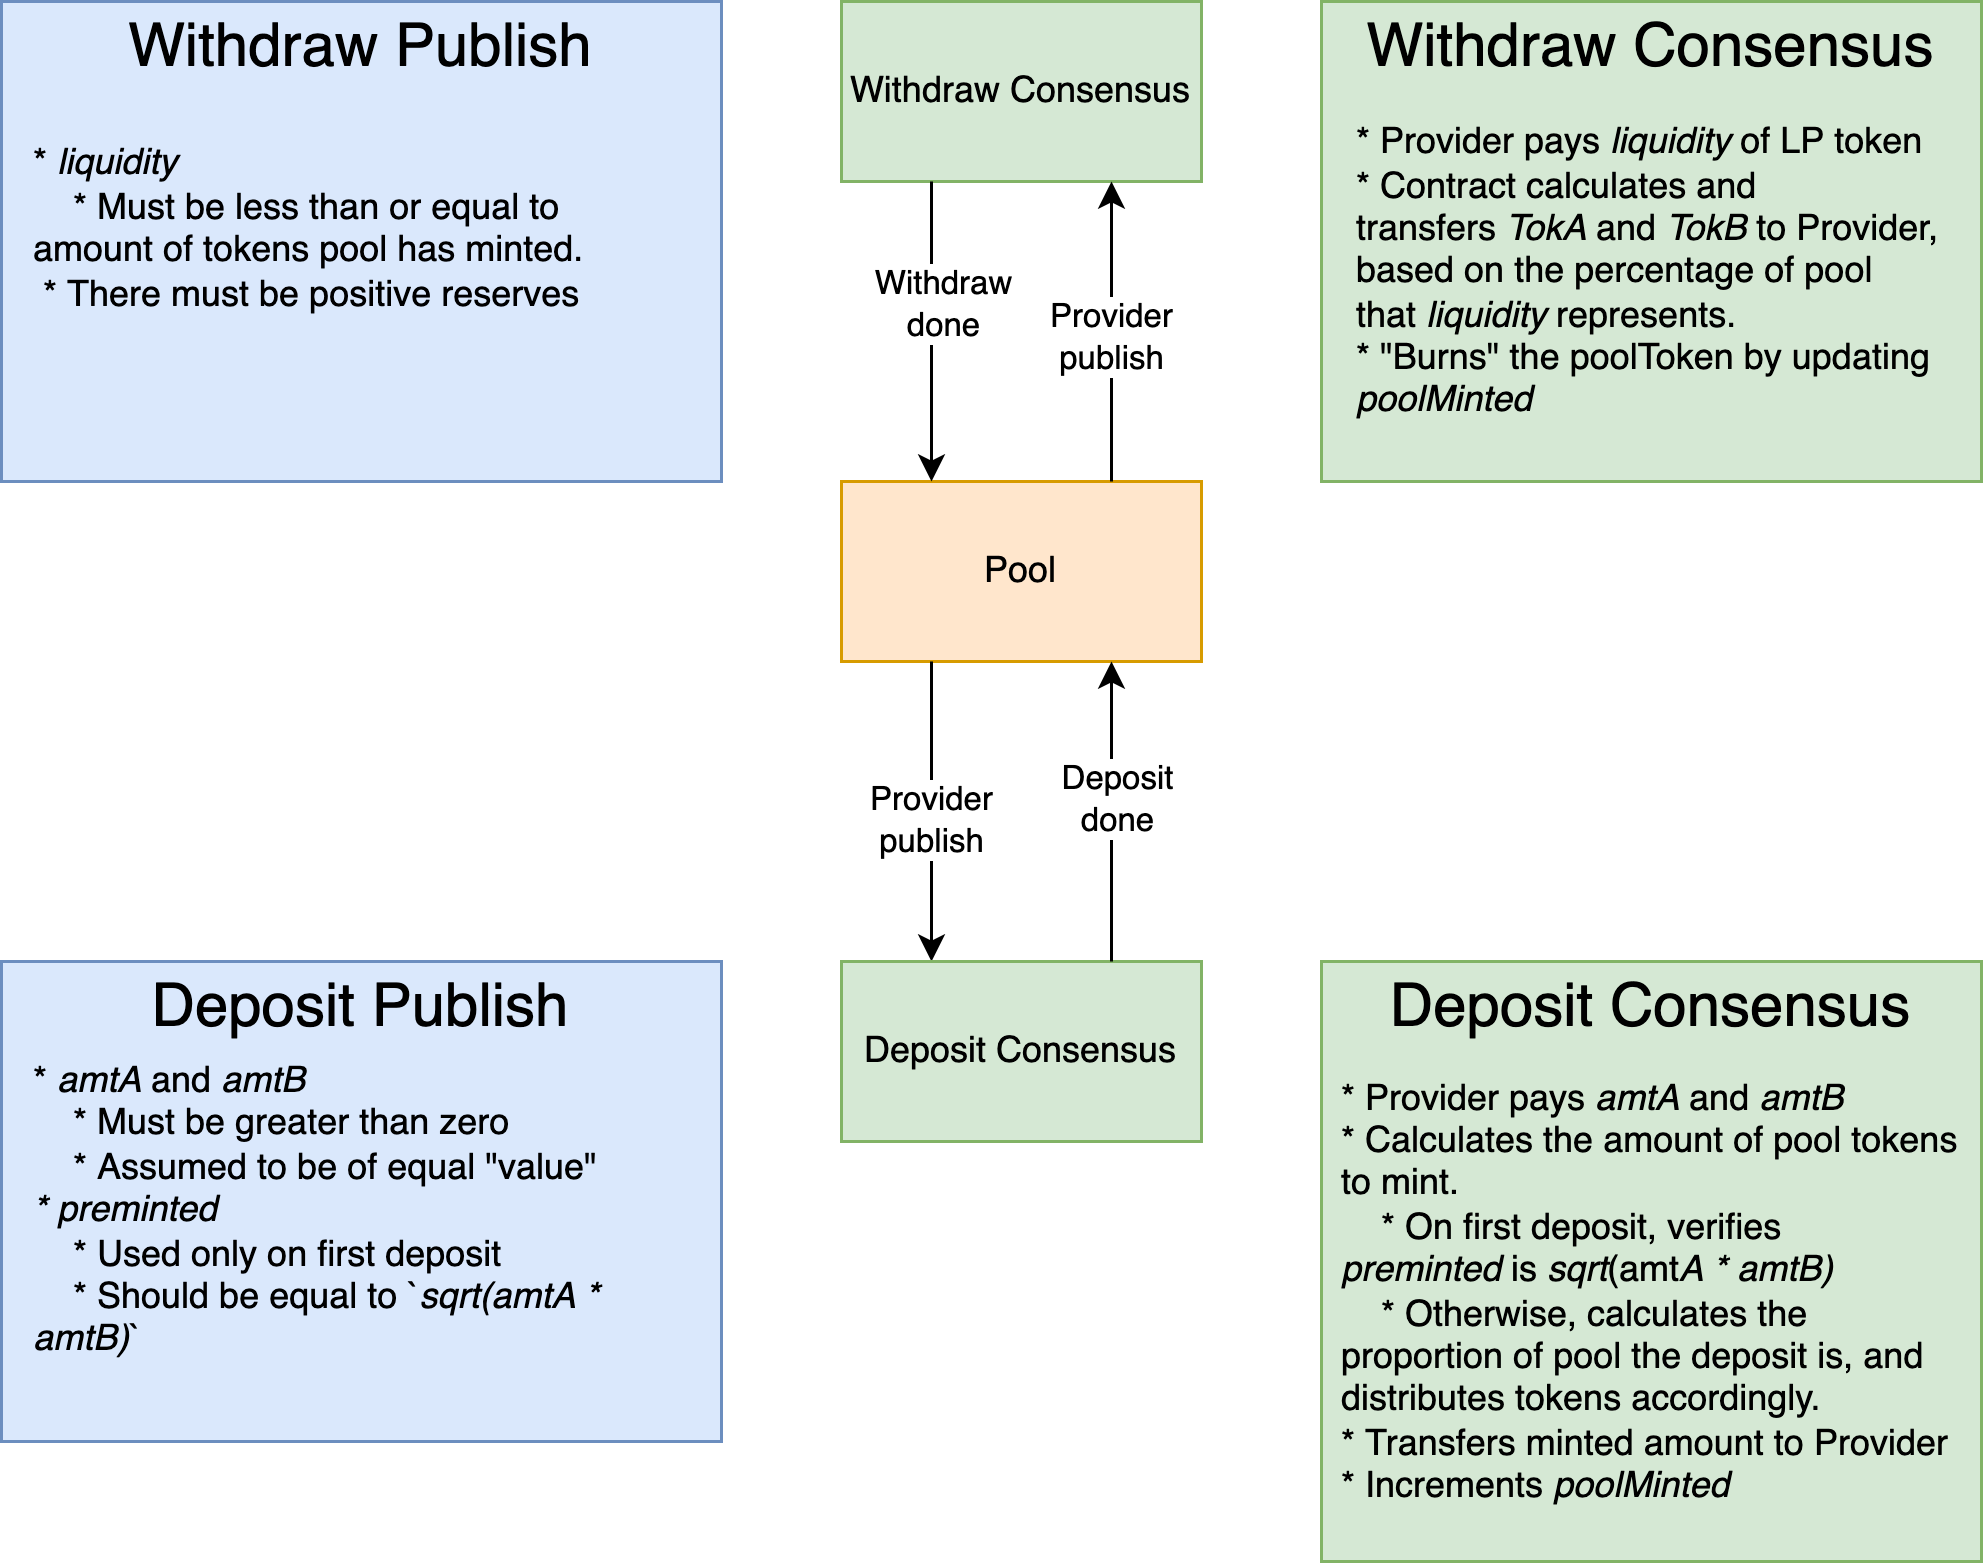 Withdraw Publish
* liquidity
* Must be less than or equal to
amount of tokens pool has minted.
* There must be positive reserves
Withdraw Consensus
Withdraw
done
Provider
publish
Pool
Provider
publish
Deposit
done
Deposit Consensus
Withdraw Consensus
* Provider pays liquidity of LP token
* Contract calculates and
transfers TokA and TokB to Provider,
based on the percentage of pool
that liquidity represents.
* "Burns" the poolToken by updating
poolMinted
Deposit Publish
* amtA and amtB
* Must be greater than zero
* Assumed to be of equal "value"
* preminted
* Used only on first deposit
* Should be equal to `sqrt(amtA *
amtB)`
Deposit Consensus
* Provider pays amtA and amtB
* Calculates the amount of pool tokens
to mint.
* On first deposit, verifies
preminted is sqrt(amtA * amtB)
* Otherwise, calculates the
proportion of pool the deposit is, and
distributes tokens accordingly.
* Transfers minted amount to Provider
* Increments poolMinted